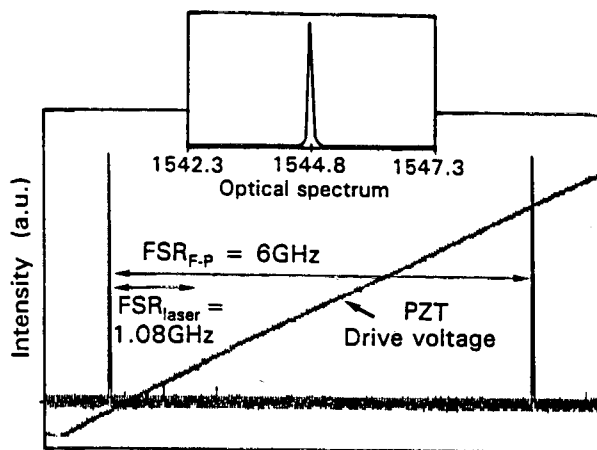 1542.3 1544.8 1547.3
Optical spectrum
Intensity (a.u.)
FSR_F-P = 6GHz
FSR_laser =
1.08GHz
PZT
Drive voltage